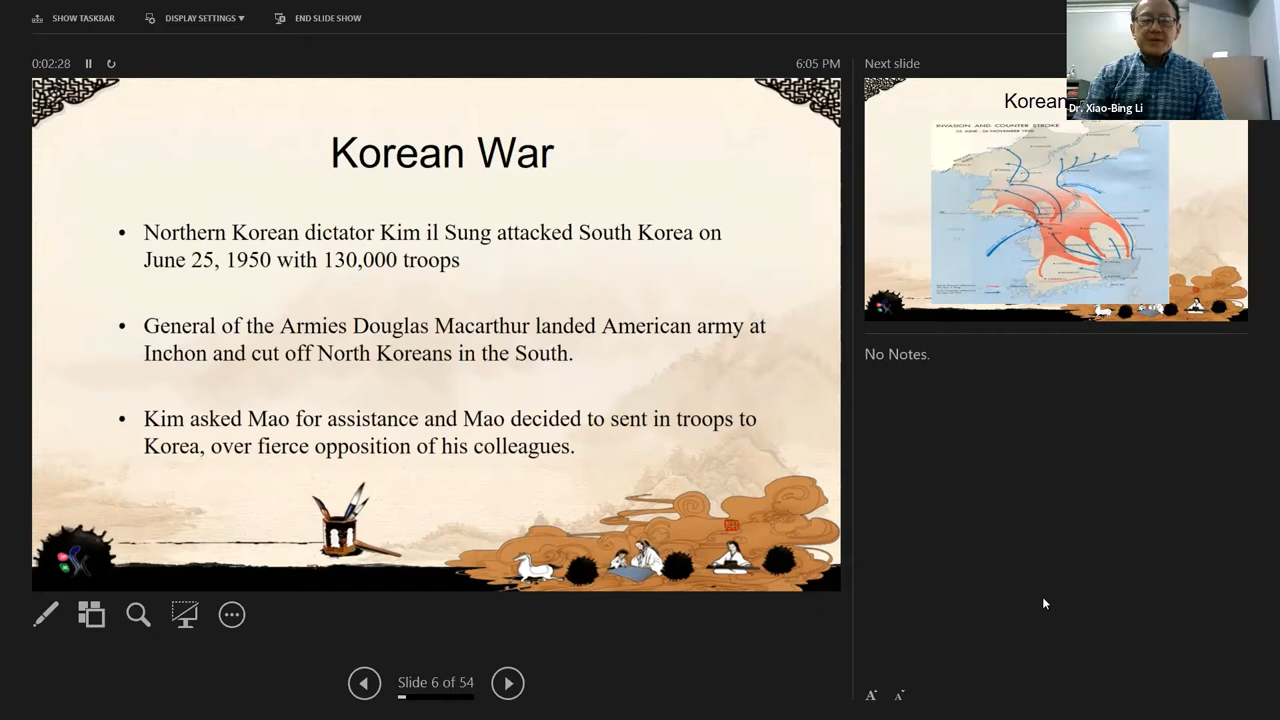 SHOW TASKBAR
DISPLAY SETTINGS ▼
END SLIDE SHOW
0:02:28
6:05 PM
Korean War
• Northern Korean dictator Kim il Sung attacked South Korea on
June 25, 1950 with 130,000 troops
• General of the Armies Douglas Macarthur landed American army at
Inchon and cut off North Koreans in the South.
• Kim asked Mao for assistance and Mao decided to sent in troops to
Korea, over fierce opposition of his colleagues.
Slide 6 of 54
Next slide
Dr. Xiao-Bing Li
Korean
INVASION AND COUNTER STROKE
No Notes.
A
A